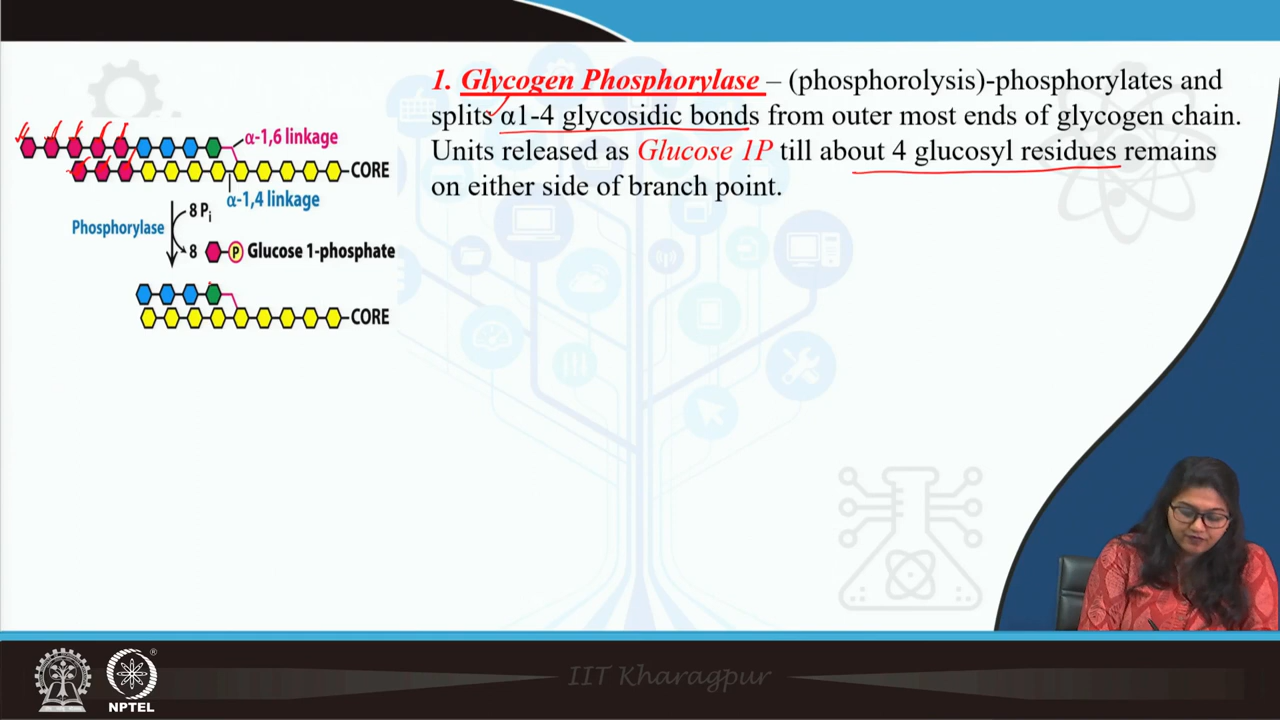 1. Glycogen Phosphorylase – (phosphorolysis)-phosphorylates and
splits α1-4 glycosidic bonds from outer most ends of glycogen chain.
Units released as Glucose 1P till about 4 glucosyl residues remains
on either side of branch point.
α-1,6 linkage
CORE
α-1,4 linkage
8 Pi
Phosphorylase
8 P Glucose 1-phosphate
CORE
IIT Kharagpur
NPTEL